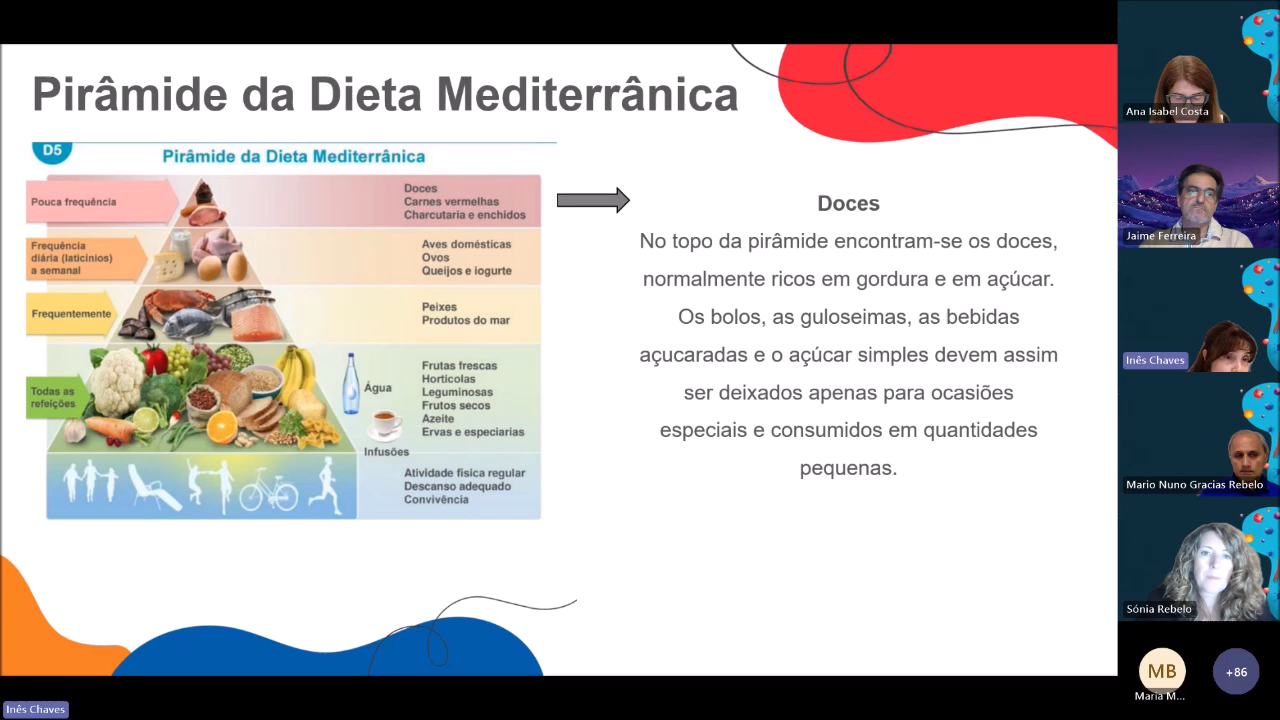 Pirâmide da Dieta Mediterrânica
D5
Pirâmide da Dieta Mediterrânica
Pouca frequência
Doces
Carnes vermelhas
Charcutaria e enchidos
Frequência
diária (laticínios)
a semanal
Aves domésticas
Ovos
Queijos e iogurte
Frequentemente
Peixes
Produtos do mar
Todas as
refeições
Água
Infusões
Frutas frescas
Hortícolas
Leguminosas
Frutos secos
Azeite
Ervas e especiarias
Atividade física regular
Descanso adequado
Convivência
Doces
No topo da pirâmide encontram-se os doces,
normalmente ricos em gordura e em açúcar.
Os bolos, as guloseimas, as bebidas
açucaradas e o açúcar simples devem assim
ser deixados apenas para ocasiões
especiais e consumidos em quantidades
pequenas.
Ana Isabel Costa
Jaime Ferreira
Inês Chaves
Mario Nuno Gracias Rebelo
Sónia Rebelo
MB
Maria M...
+86
Inês Chaves